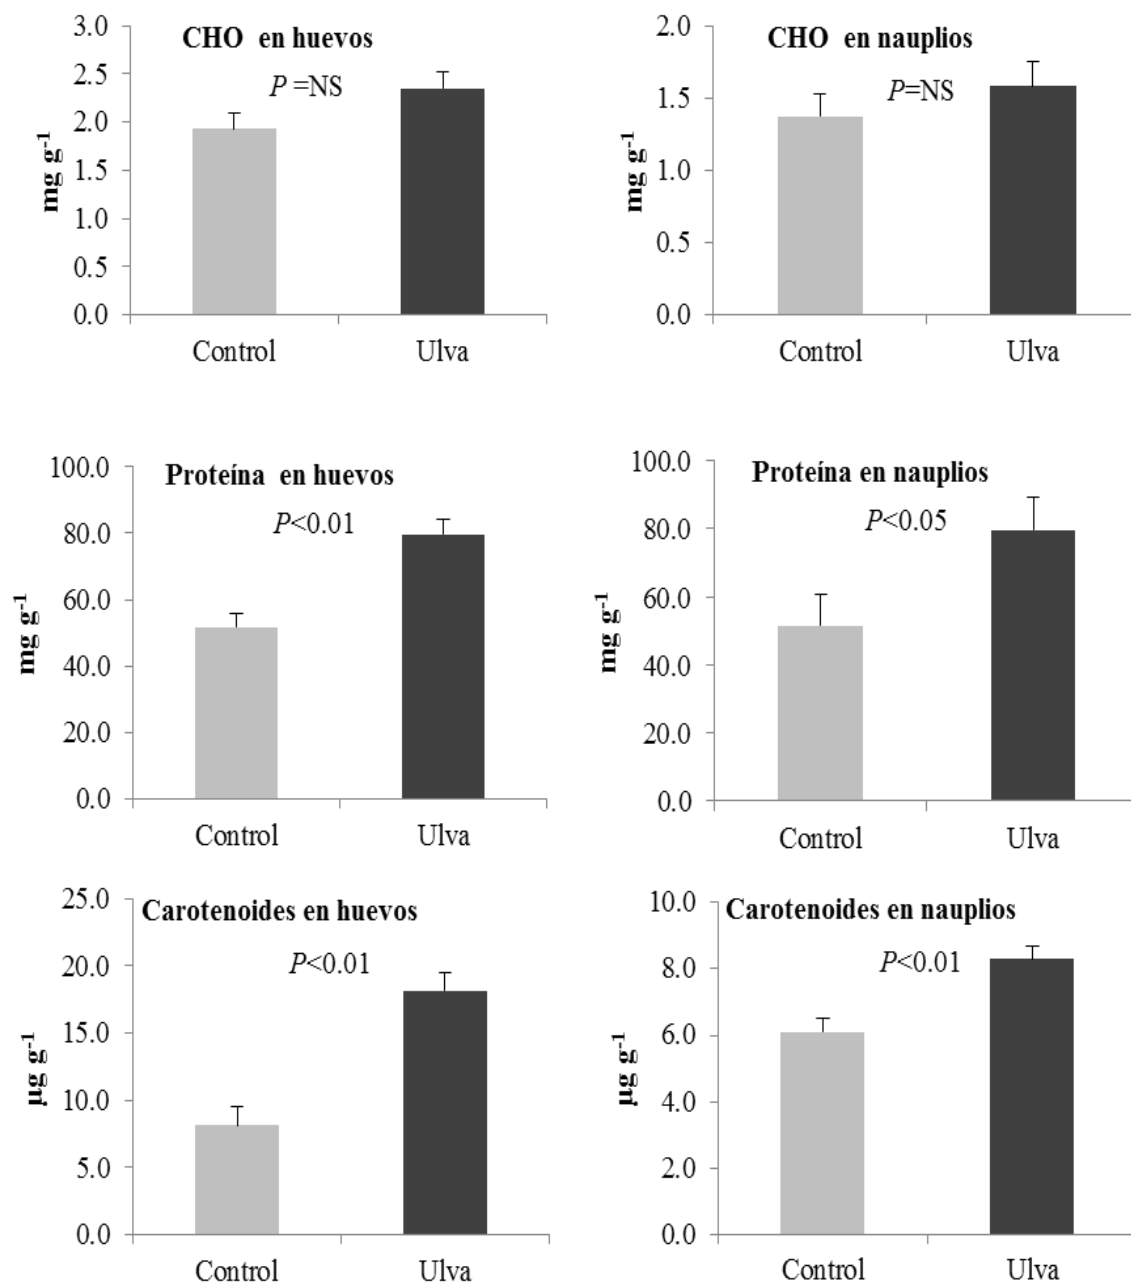 CHO en huevos
P =NS
mg g-1
3.0
2.5
2.0
1.5
1.0
0.5
0.0
Control Ulva
CHO en nauplios
P=NS
mg g-1
2.0
1.5
1.0
0.5
0.0
Control Ulva
Proteína en huevos
P<0.01
mg g-1
100.0
80.0
60.0
40.0
20.0
0.0
Control Ulva
Proteína en nauplios
P<0.05
mg g-1
100.0
80.0
60.0
40.0
20.0
0.0
Control Ulva
Carotenoides en huevos
P<0.01
µg g-1
25.0
20.0
15.0
10.0
5.0
0.0
Control Ulva
Carotenoides en nauplios
P<0.01
µg g-1
10.0
8.0
6.0
4.0
2.0
0.0
Control Ulva